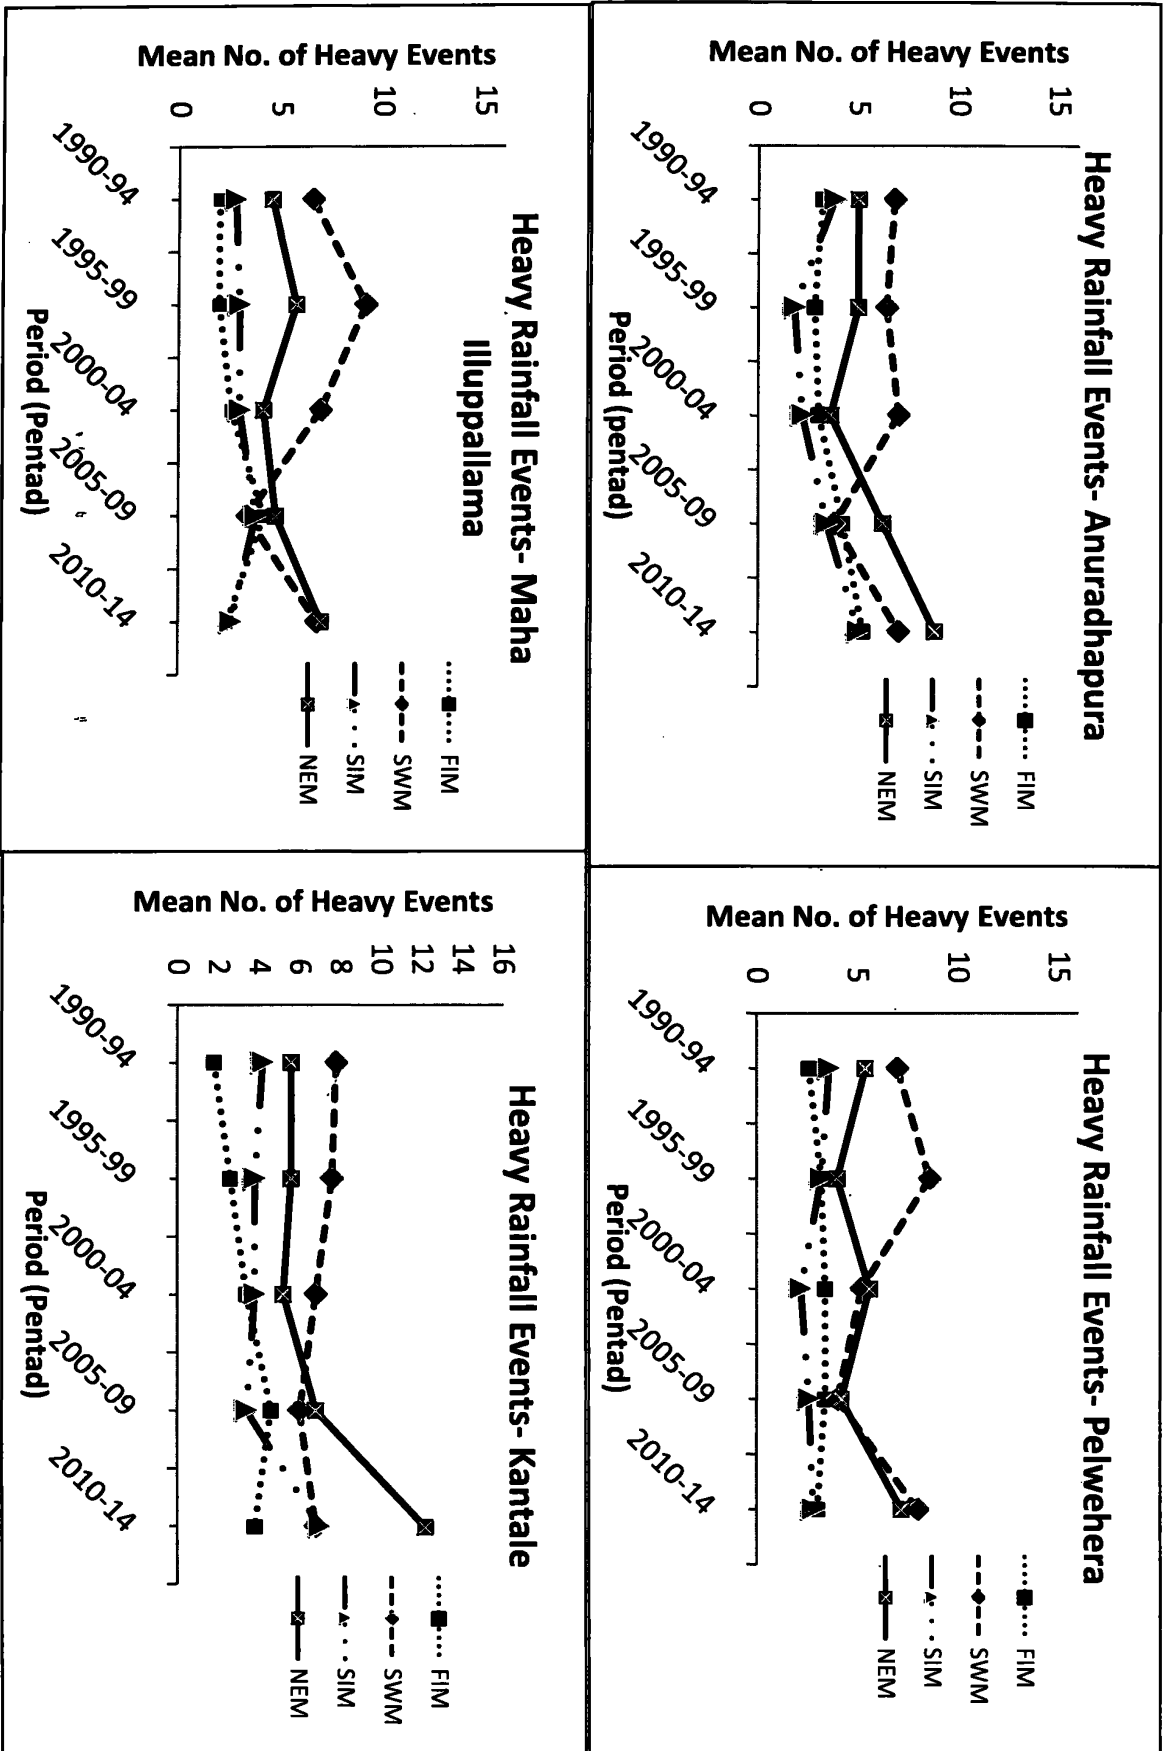 Heavy Rainfall Events- Anuradhapura
Mean No. of Heavy Events
15
10
5
0
1990-94
1995-99
2000-04
2005-09
2010-14
Period (pentad)
FIM
SWM
SIM
NEM
Heavy Rainfall Events- Pelwehera
Mean No. of Heavy Events
15
10
5
0
1990-94
1995-99
2000-04
2005-09
2010-14
Period (Pentad)
FIM
SWM
SIM
NEM
Heavy Rainfall Events- Maha
Illuppallama
Mean No. of Heavy Events
15
10
5
0
1990-94
1995-99
2000-04
2005-09
2010-14
Period (Pentad)
FIM
SWM
SIM
NEM
Heavy Rainfall Events- Kantale
Mean No. of Heavy Events
16
14
12
10
8
6
4
2
0
1990-94
1995-99
2000-04
2005-09
2010-14
Period (Pentad)
FIM
SWM
SIM
NEM